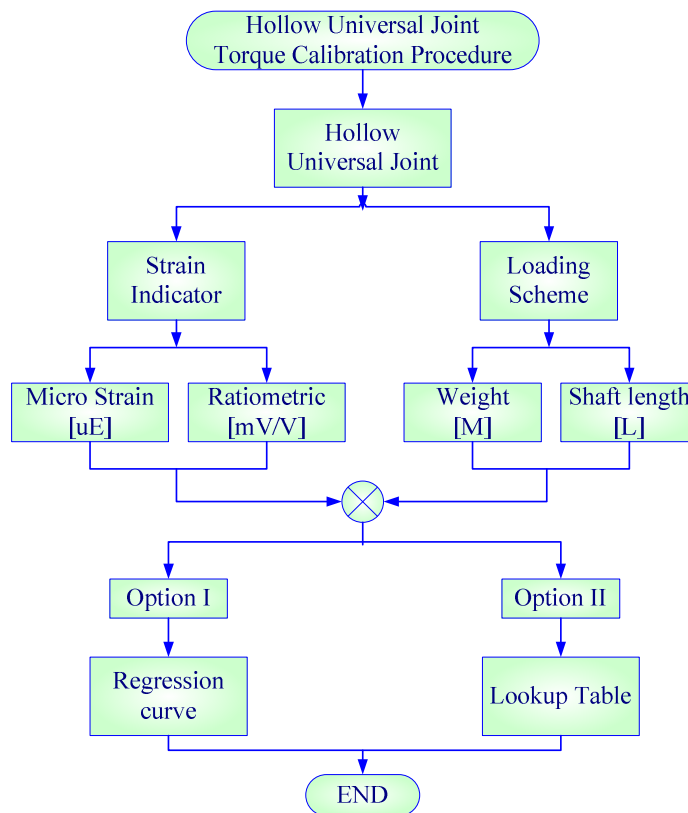 Hollow Universal Joint
Torque Calibration Procedure
Hollow
Universal Joint
Strain
Indicator
Loading
Scheme
Micro Strain
[uE]
Ratiometric
[mV/V]
Weight
[M]
Shaft length
[L]
Option I
Option II
Regression
curve
Lookup Table
END